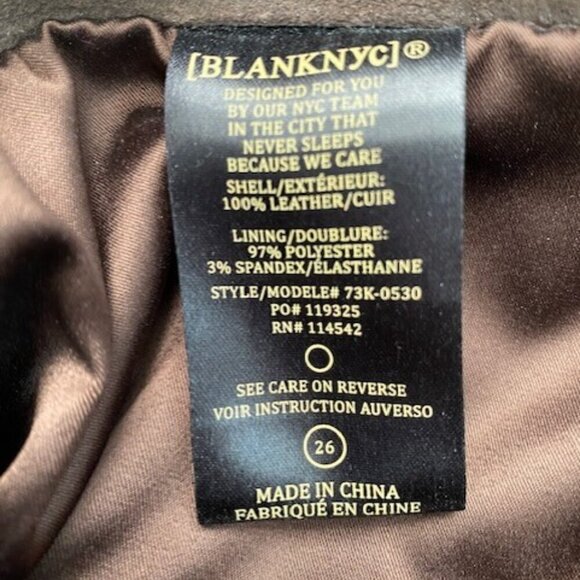 [BLANKNYC]®
DESIGNED FOR YOU
BY OUR NYC TEAM
IN THE CITY THAT
NEVER SLEEPS
BECAUSE WE CARE
SHELL/EXTÉRIEUR:
100% LEATHER/CUIR
LINING/DOUBLURE:
97% POLYESTER
3% SPANDEX/ÉLASTHANNE
STYLE/MODELE# 73K-0530
PO# 119325
RN# 114542
SEE CARE ON REVERSE
VOIR INSTRUCTION AUVERSO
26
MADE IN CHINA
FABRIQUÉ EN CHINE